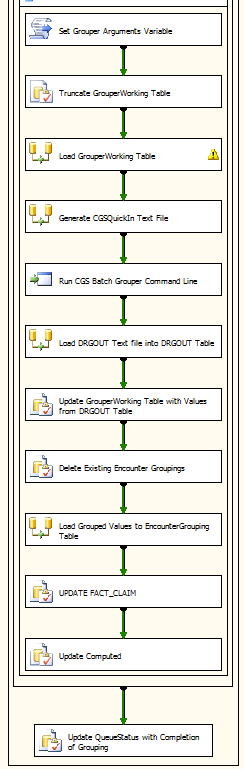 Set Grouper Arguments Variable
Truncate GrouperWorking Table
Load GrouperWorking Table
Generate CGSQuickIn Text File
Run CGS Batch Grouper Command Line
Load DRGOUT Text file into DRGOUT Table
Update GrouperWorking Table with Values
from DRGOUT Table
Delete Existing Encounter Groupings
Load Grouped Values to EncounterGrouping
Table
UPDATE FACT_CLAIM
Update Computed
Update QueueStatus with Completion
of Grouping